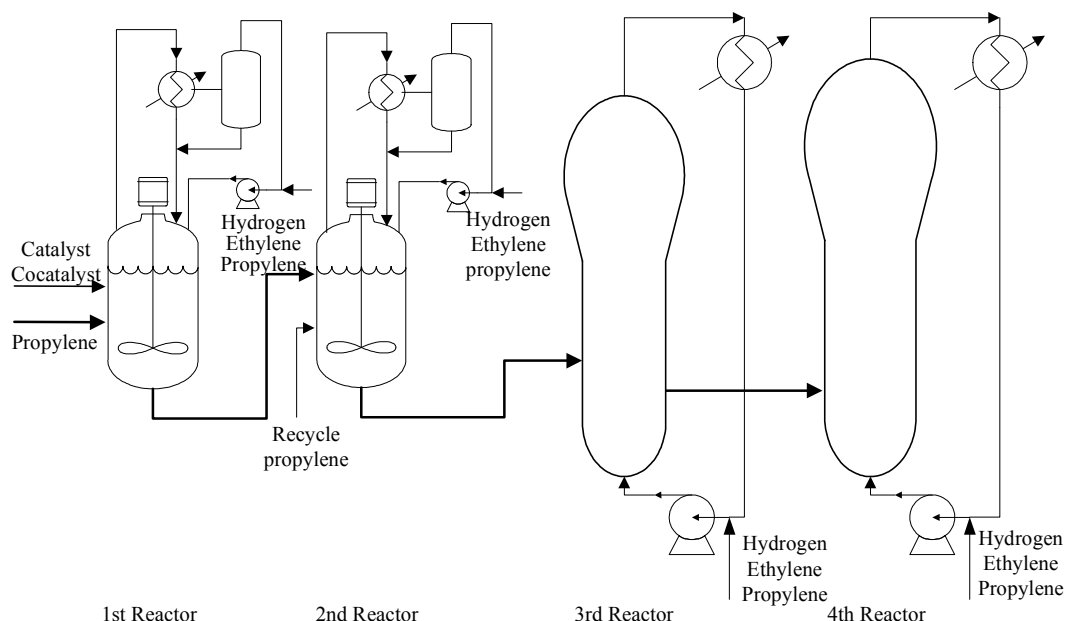 Catalyst
Cocatalyst
Propylene
Hydrogen
Ethylene
Propylene
Recycle
propylene
Hydrogen
Ethylene
propylene
Hydrogen
Ethylene
Propylene
Hydrogen
Ethylene
Propylene
1st Reactor
2nd Reactor
3rd Reactor
4th Reactor